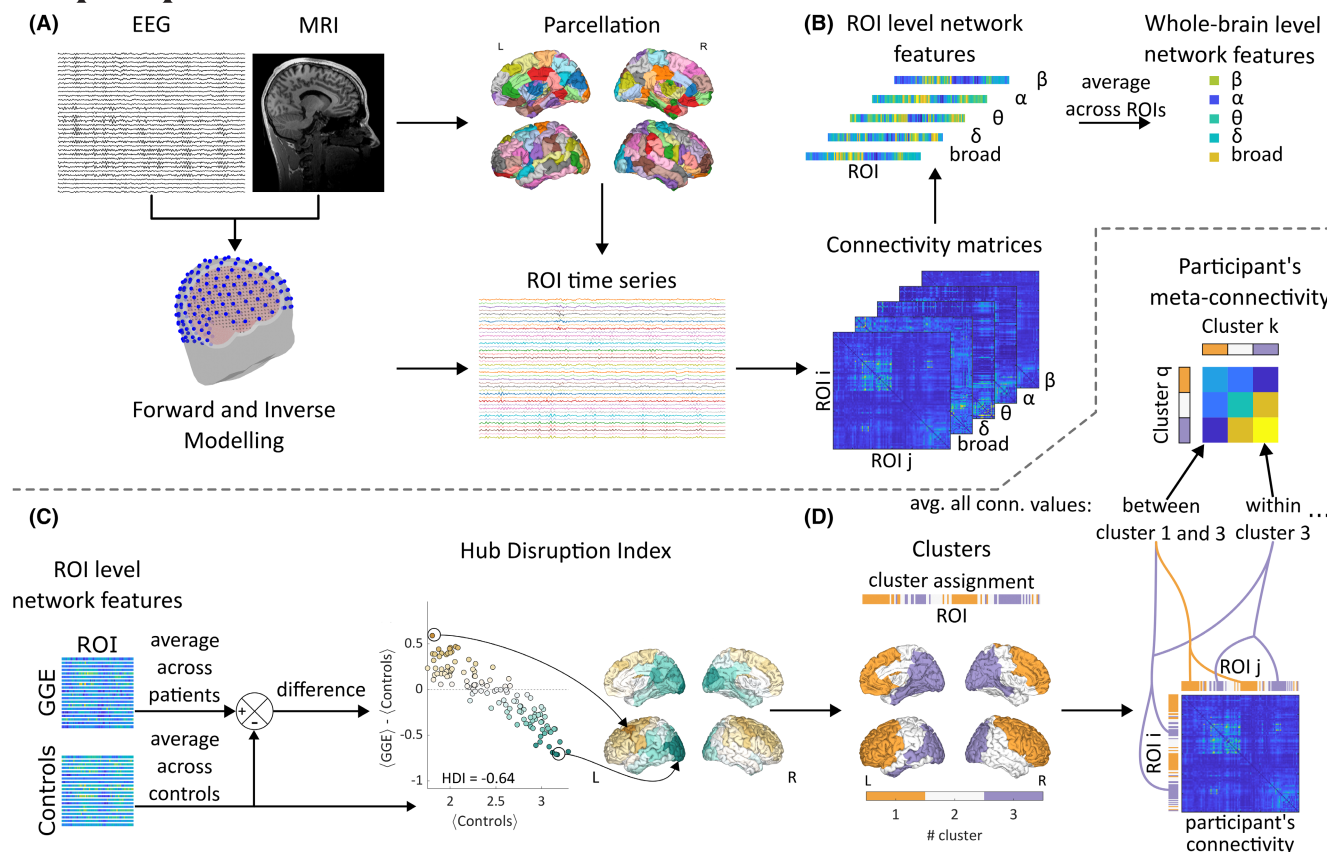 (A)
EEG
MRI
Parcellation
L
R
ROI time series
Forward and Inverse
Modelling
(B)
ROI level network
features
β
α
θ
δ
broad
ROI
average
across ROIs
Whole-brain level
network features
β
α
θ
δ
broad
Connectivity matrices
ROI i
ROI j
β
α
θ
δ
broad
(C)
ROI level
network features
ROI
GGE
Controls
average
across
patients
average
across
controls
+
-
difference
Hub Disruption Index
⟨GGE⟩ - ⟨Controls⟩
0.5
0
-0.5
-1
HDI = -0.64
2
2.5
3
⟨Controls⟩
L
R
(D)
Clusters
cluster assignment
ROI
L
R
1
2
3
# cluster
Participant's
meta-connectivity
Cluster k
Cluster q
avg. all conn. values:
between
cluster 1 and 3
within
cluster 3
...
ROI j
ROI i
participant's
connectivity